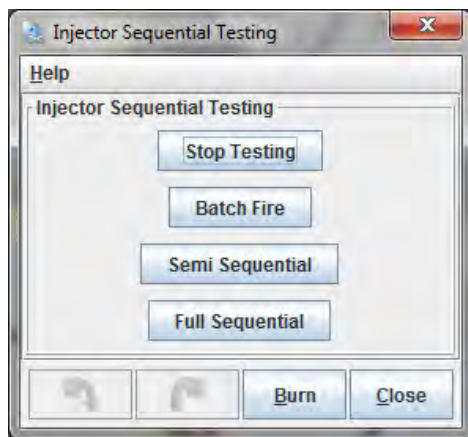 Injector Sequential Testing
Help
Injector Sequential Testing
Stop Testing
Batch Fire
Semi Sequential
Full Sequential
Burn Close